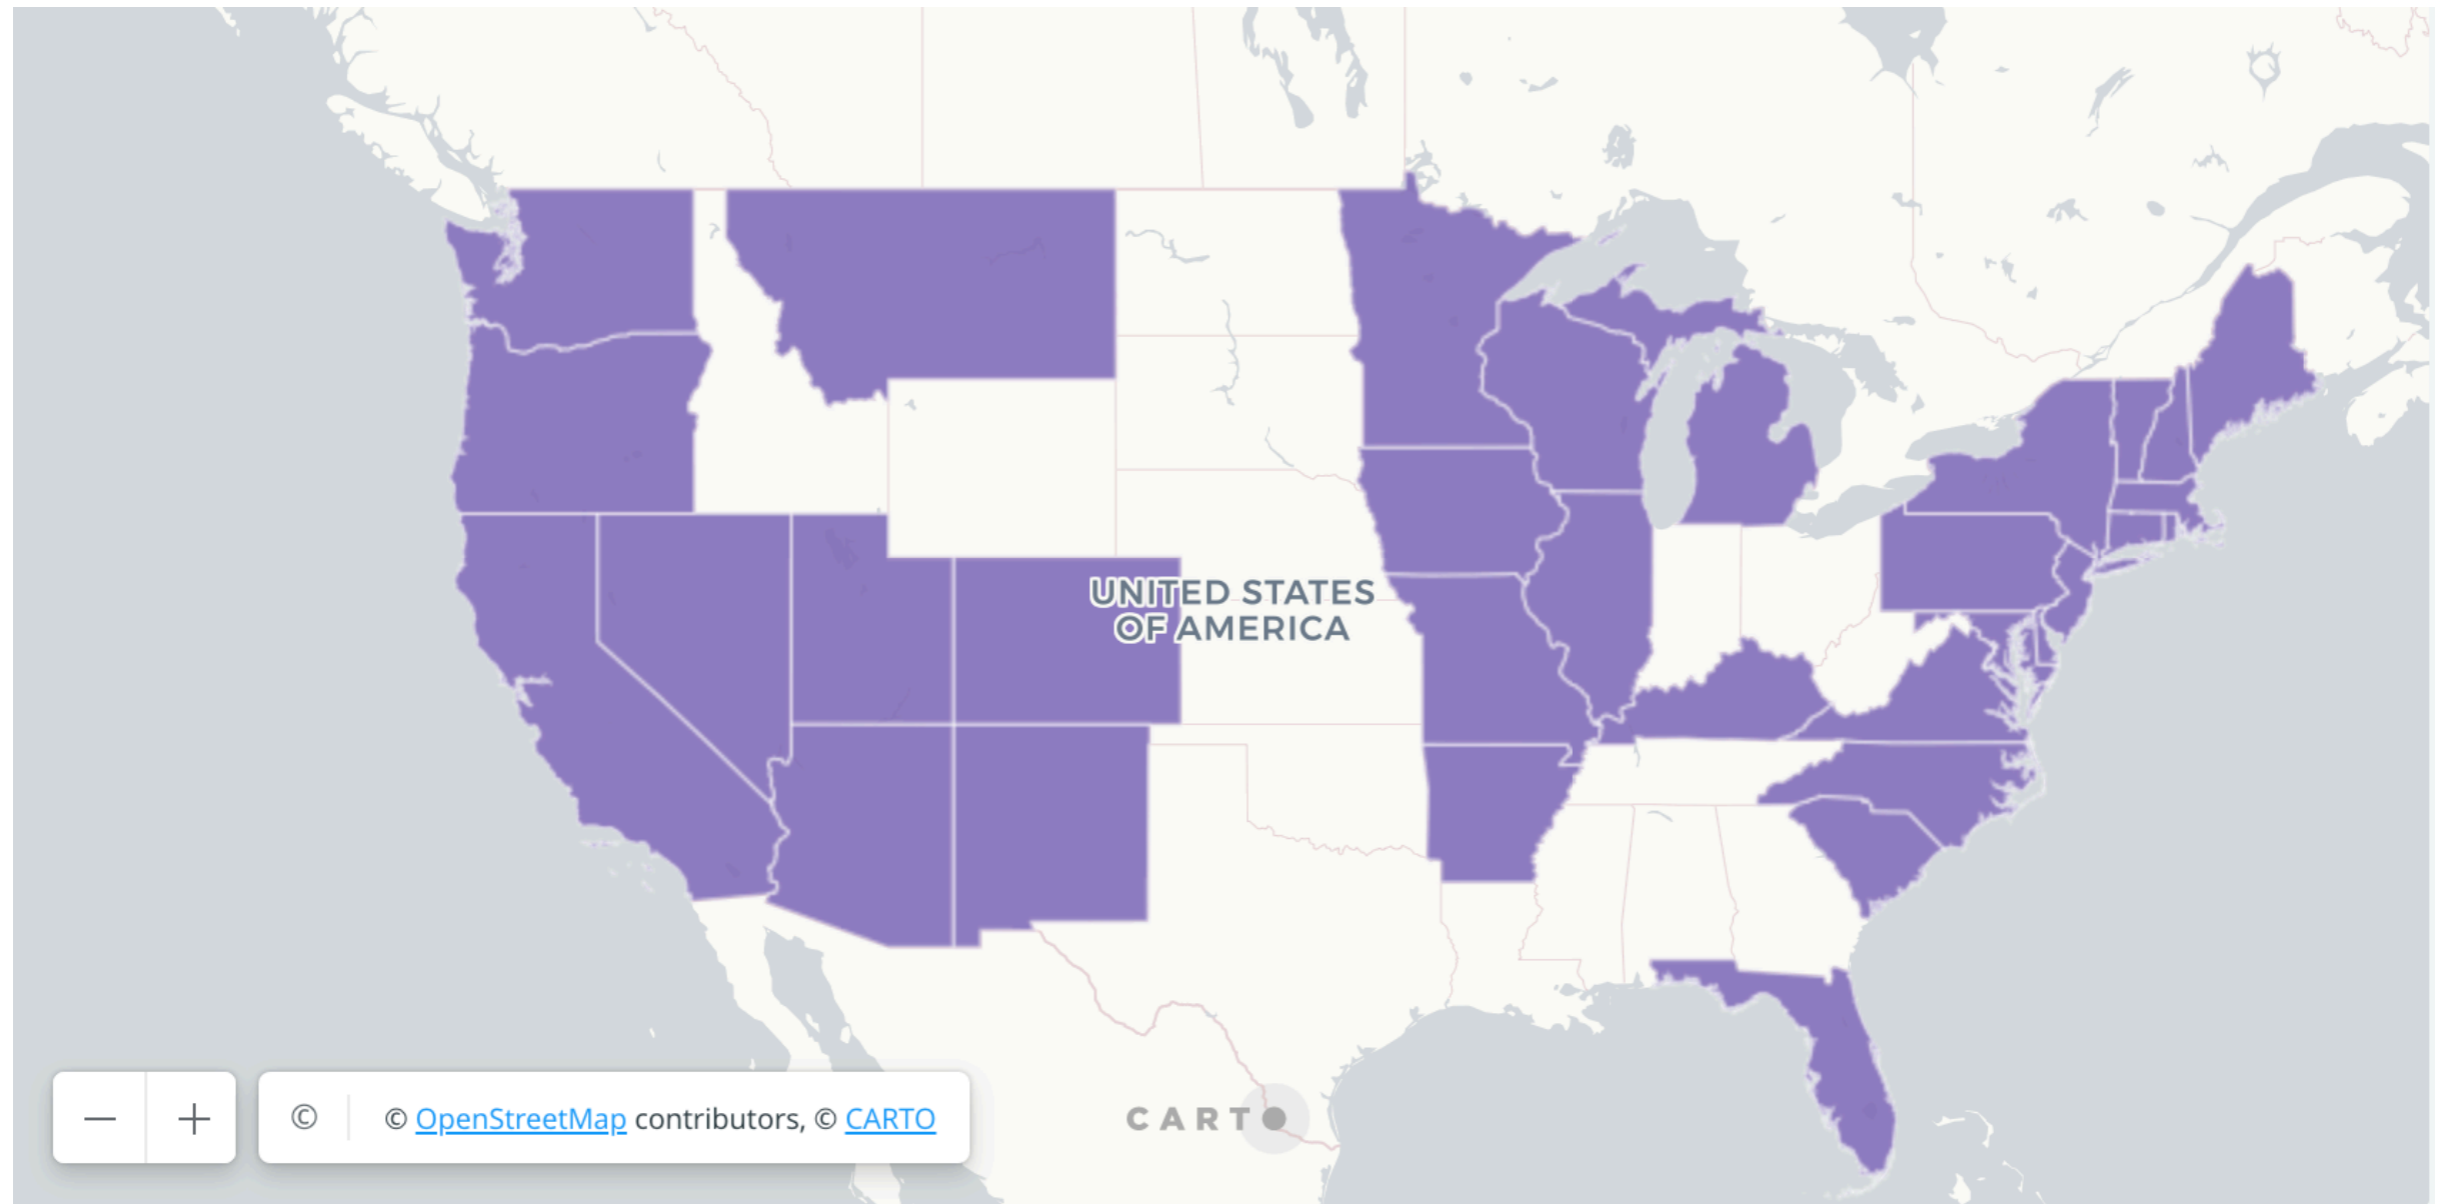 UNITED STATES
OF AMERICA
©
© OpenStreetMap contributors, © CARTO
CARTO